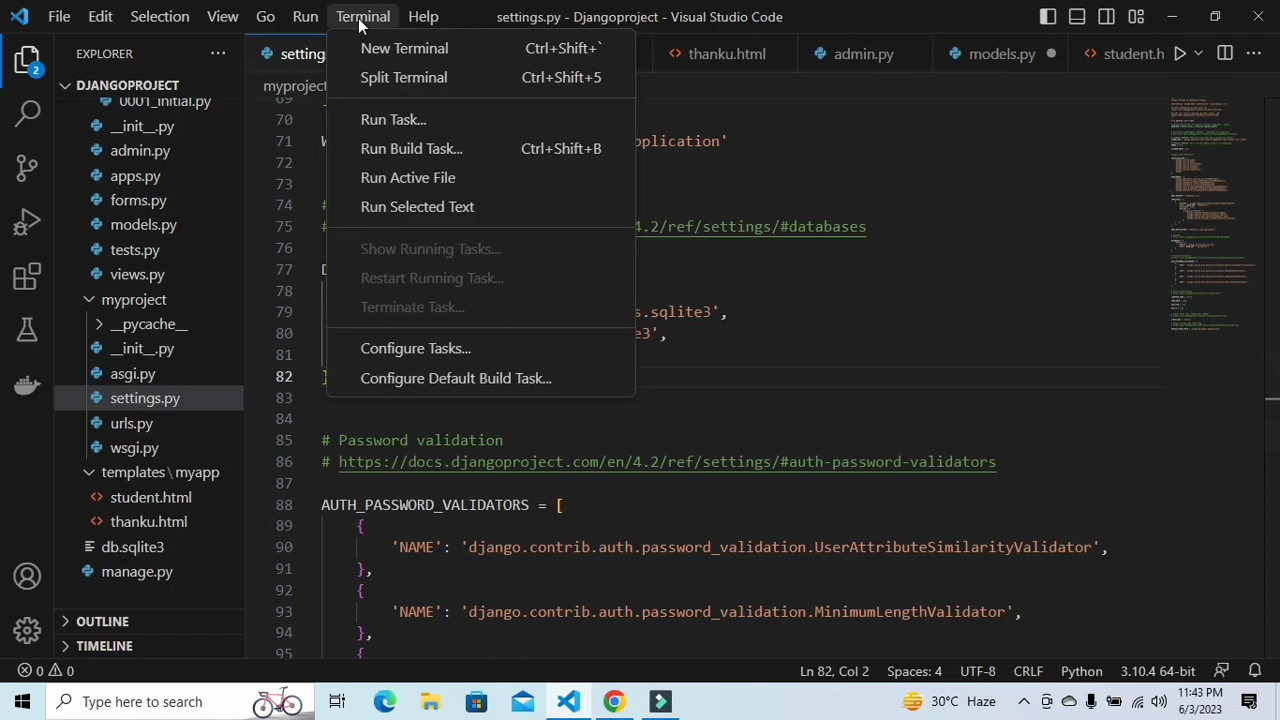 File Edit Selection View Go Run Terminal Help settings.py - Djangoproject - Visual Studio Code
EXPLORER
settings thanku.html admin.py models.py student.h
New Terminal Ctrl+Shift+`
Split Terminal Ctrl+Shift+5
Run Task...
Run Build Task... Ctrl+Shift+B
Run Active File
Run Selected Text
Show Running Tasks...
Restart Running Task...
Terminate Task...
Configure Tasks...
Configure Default Build Task...
DJANGOPROJECT
0001_initial.py
__init__.py
admin.py
apps.py
forms.py
models.py
tests.py
views.py
myproject
__pycache__
__init__.py
asgi.py
settings.py
urls.py
wsgi.py
templates\myapp
student.html
thanku.html
db.sqlite3
manage.py
OUTLINE
TIMELINE
2
myproject
69
70
71 pplication'
72
73
74 #
75 # 4.2/ref/settings/#databases
76
77
78
79 s.sqlite3',
80 e3',
81
82 }
83
84
85 # Password validation
86 # https://docs.djangoproject.com/en/4.2/ref/settings/#auth-password-validators
87
88 AUTH_PASSWORD_VALIDATORS = [
89 {
90 'NAME': 'django.contrib.auth.password_validation.UserAttributeSimilarityValidator',
91 },
92 {
93 'NAME': 'django.contrib.auth.password_validation.MinimumLengthValidator',
94 },
95 {
0 0 Ln 82, Col 2 Spaces: 4 UTF-8 CRLF Python 3.10.4 64-bit
Type here to search 30°C Haze 11:43 PM
6/3/2023